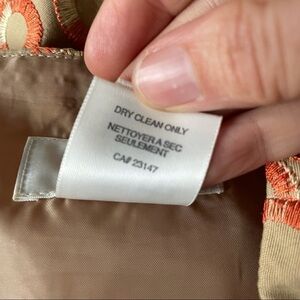 DRY CLEAN ONLY
NETTOYER A SEC
SEULEMENT
CA# 23147